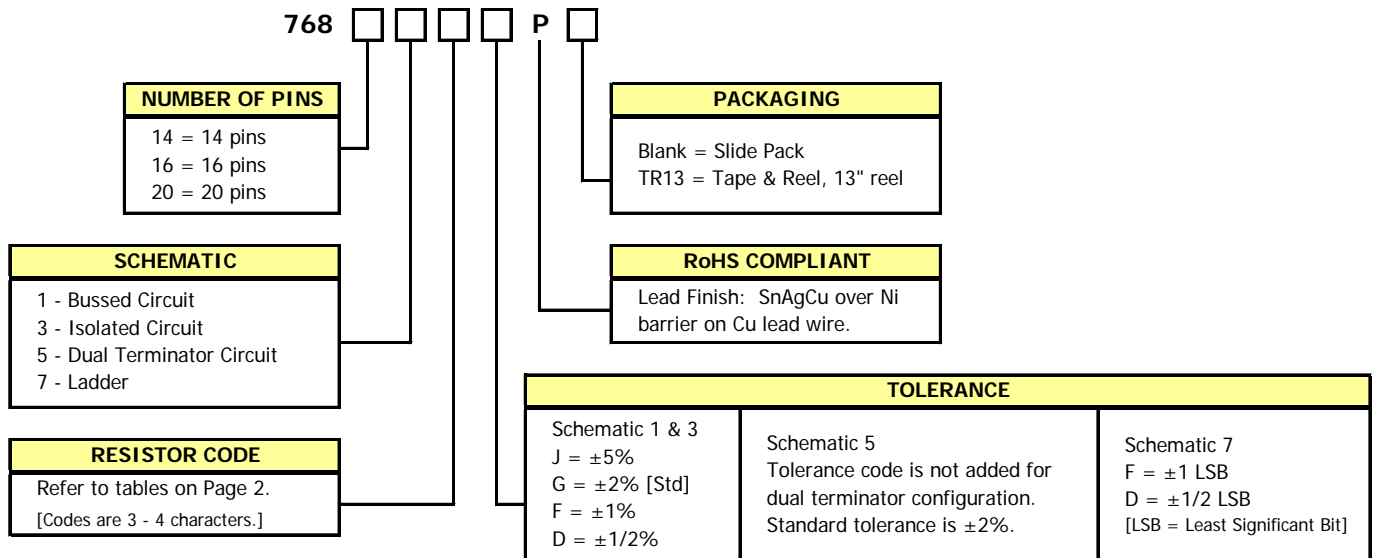 768 □ □ □ □ P □
NUMBER OF PINS
14 = 14 pins
16 = 16 pins
20 = 20 pins
PACKAGING
Blank = Slide Pack
TR13 = Tape & Reel, 13" reel
SCHEMATIC
1 - Bussed Circuit
3 - Isolated Circuit
5 - Dual Terminator Circuit
7 - Ladder
RoHS COMPLIANT
Lead Finish: SnAgCu over Ni
barrier on Cu lead wire.
RESISTOR CODE
Refer to tables on Page 2.
[Codes are 3 - 4 characters.]
TOLERANCE
Schematic 1 & 3
J = ±5%
G = ±2% [Std]
F = ±1%
D = ±1/2%
Schematic 5
Tolerance code is not added for
dual terminator configuration.
Standard tolerance is ±2%.
Schematic 7
F = ±1 LSB
D = ±1/2 LSB
[LSB = Least Significant Bit]